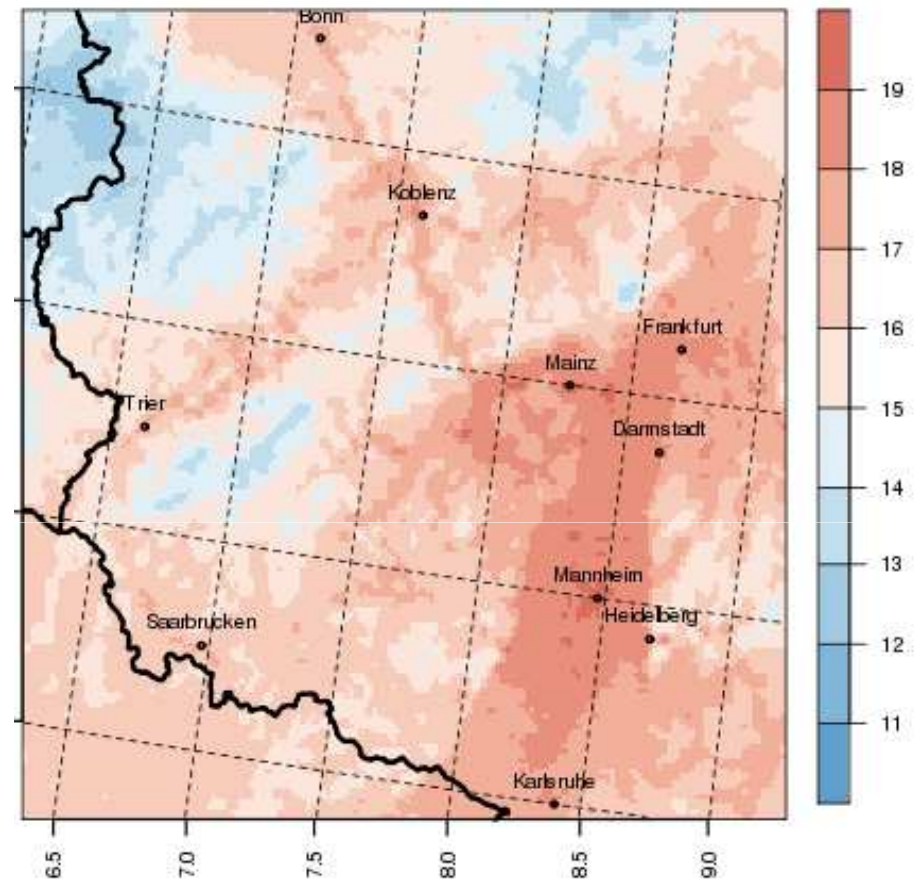 Bonn
19
18
Koblenz
17
Frankfurt
16
Mainz
Trier
15
Darmstadt
14
13
Mannheim
Heidelberg
Saarbrucken
12
11
Karlsruhe
6.5
7.0
7.5
8.0
8.5
9.0